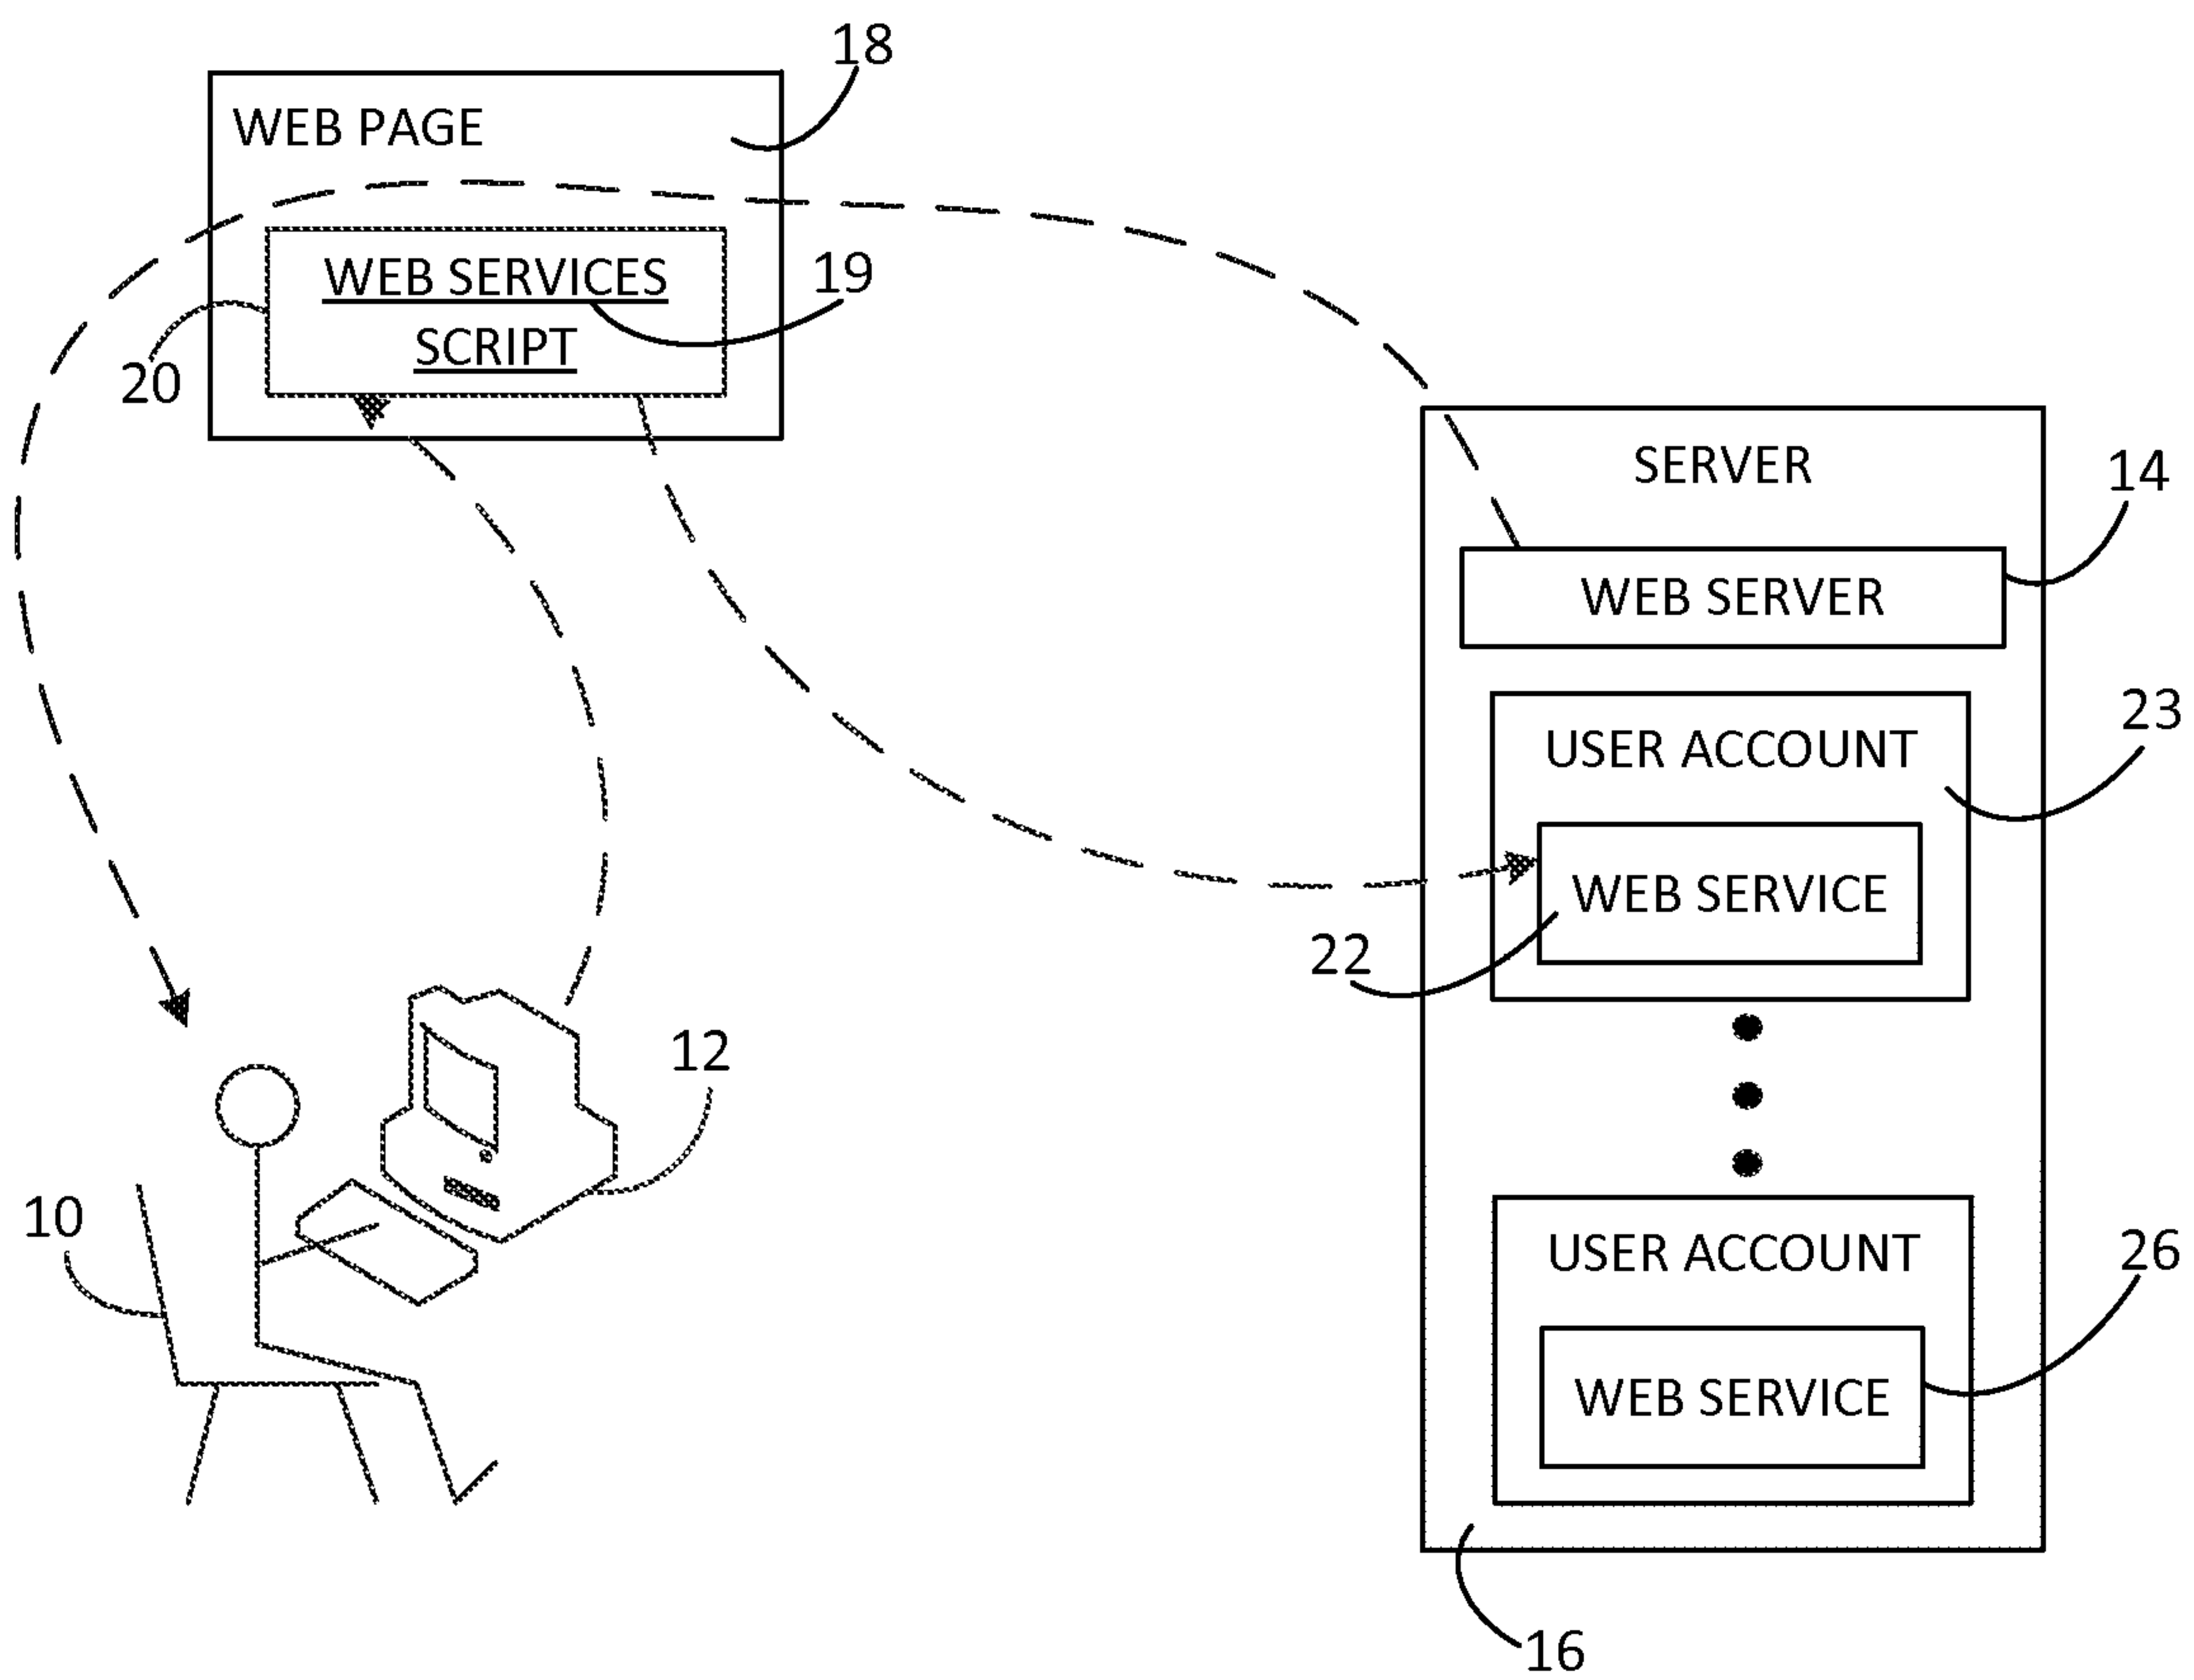 18
WEB PAGE
WEB SERVICES
SCRIPT
19
20
SERVER
14
WEB SERVER
23
USER ACCOUNT
WEB SERVICE
22
12
10
USER ACCOUNT
26
WEB SERVICE
16